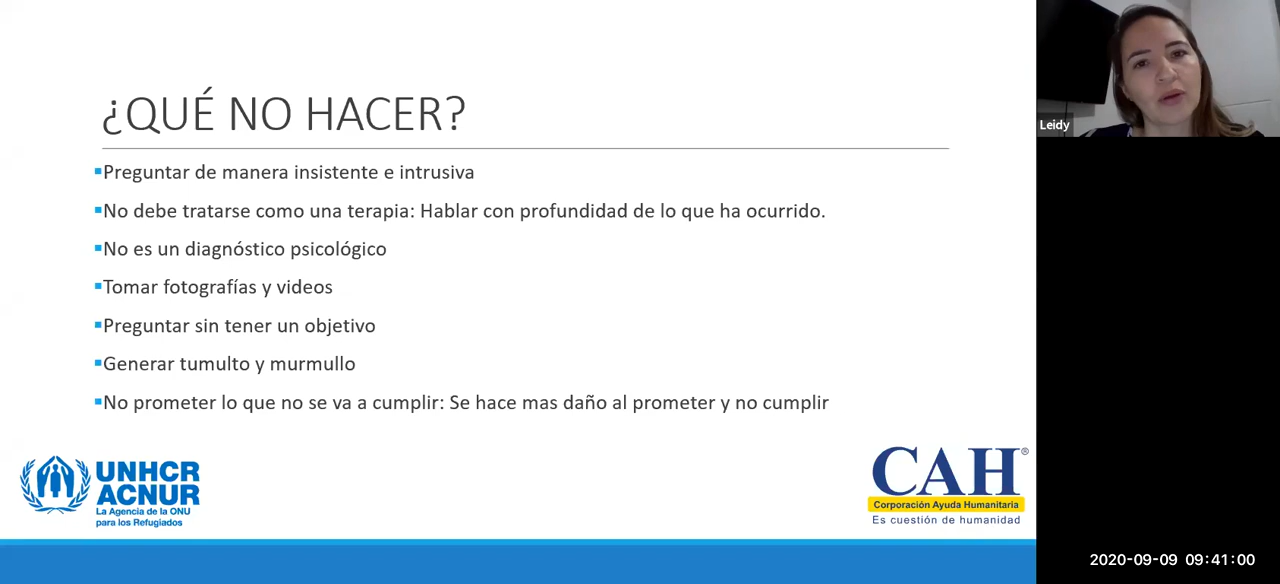 ¿QUÉ NO HACER?
Preguntar de manera insistente e intrusiva
No debe tratarse como una terapia: Hablar con profundidad de lo que ha ocurrido.
No es un diagnóstico psicológico
Tomar fotografías y videos
Preguntar sin tener un objetivo
Generar tumulto y murmullo
No prometer lo que no se va a cumplir: Se hace mas daño al prometer y no cumplir
UNHCR
ACNUR
La Agencia de la ONU
para los Refugiados
CAH®
Corporación Ayuda Humanitaria
Es cuestión de humanidad
Leidy
2020-09-09 09:41:00